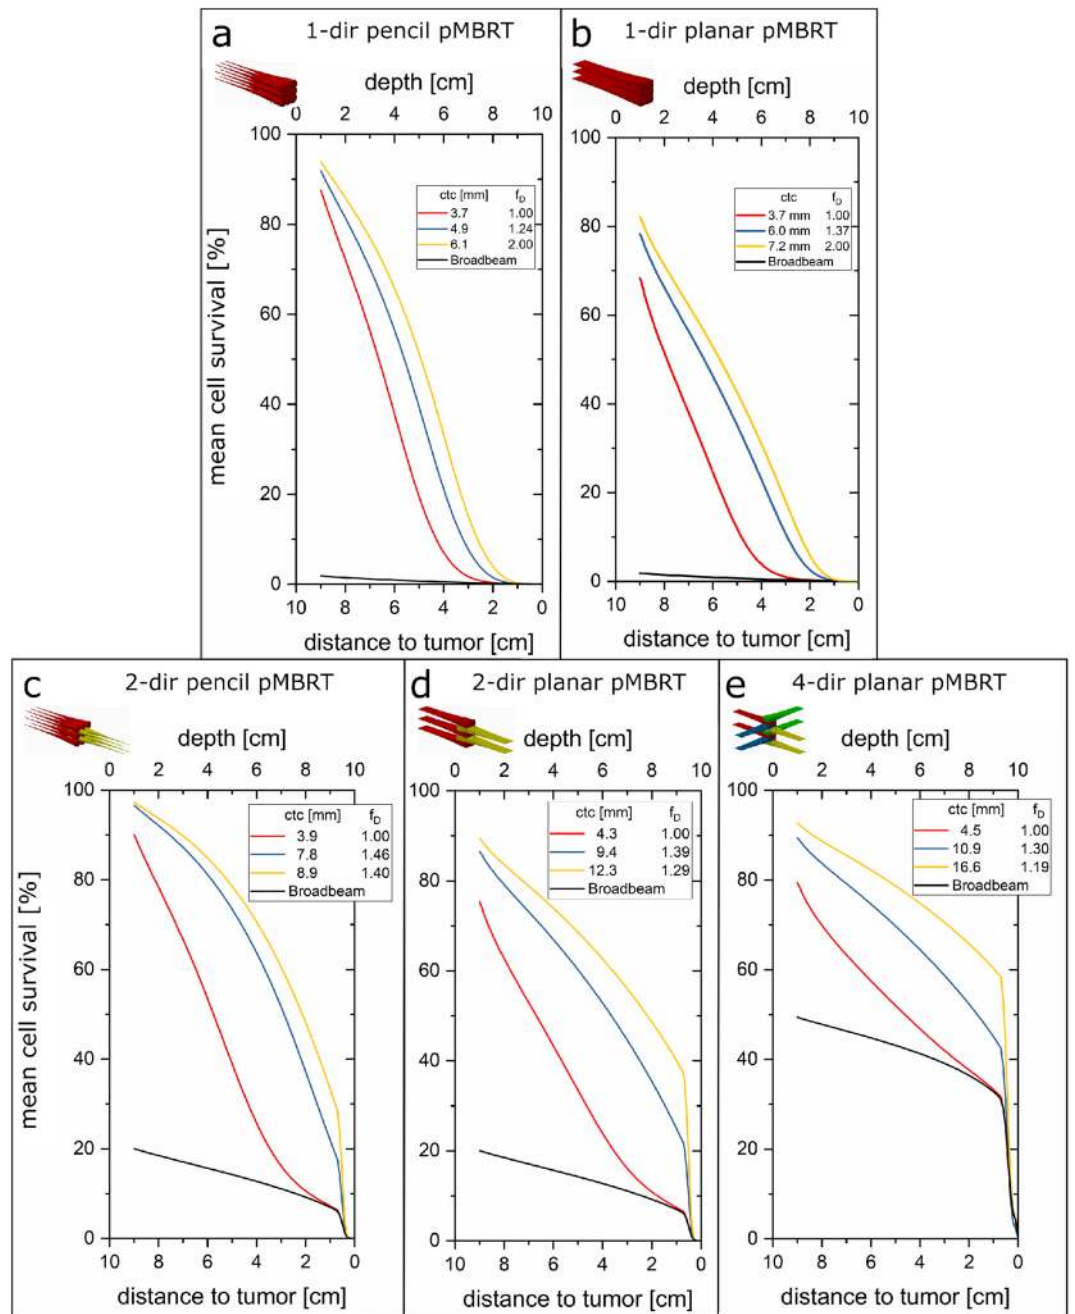 a 1-dir pencil pMBRT
depth [cm]
0 2 4 6 8 10
100
80
60
40
20
0
mean cell survival [%]
ctc [mm] f_D
3.7 1.00
4.9 1.24
6.1 2.00
Broadbeam
10 8 6 4 2 0
distance to tumor [cm]
b 1-dir planar pMBRT
depth [cm]
0 2 4 6 8 10
100
80
60
40
20
0
ctc f_D
3.7 mm 1.00
6.0 mm 1.37
7.2 mm 2.00
Broadbeam
10 8 6 4 2 0
distance to tumor [cm]
c 2-dir pencil pMBRT
depth [cm]
0 2 4 6 8 10
100
80
60
40
20
0
mean cell survival [%]
ctc [mm] f_D
3.9 1.00
7.8 1.46
8.9 1.40
Broadbeam
10 8 6 4 2 0
distance to tumor [cm]
d 2-dir planar pMBRT
depth [cm]
0 2 4 6 8 10
100
80
60
40
20
0
ctc [mm] f_D
4.3 1.00
9.4 1.39
12.3 1.29
Broadbeam
10 8 6 4 2 0
distance to tumor [cm]
e 4-dir planar pMBRT
depth [cm]
0 2 4 6 8 10
100
80
60
40
20
0
ctc [mm] f_D
4.5 1.00
10.9 1.30
16.6 1.19
Broadbeam
10 8 6 4 2 0
distance to tumor [cm]